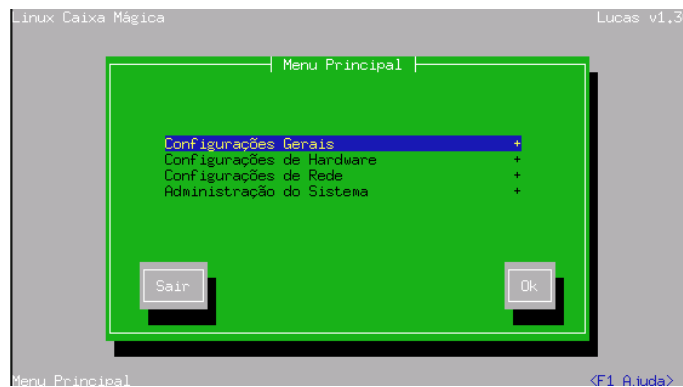 Linux Caixa Mágica Lucas v1.3
Menu Principal
Configurações Gerais +
Configurações de Hardware +
Configurações de Rede +
Administração do Sistema +
Sair Ok
Menu Principal <F1 Ajuda>